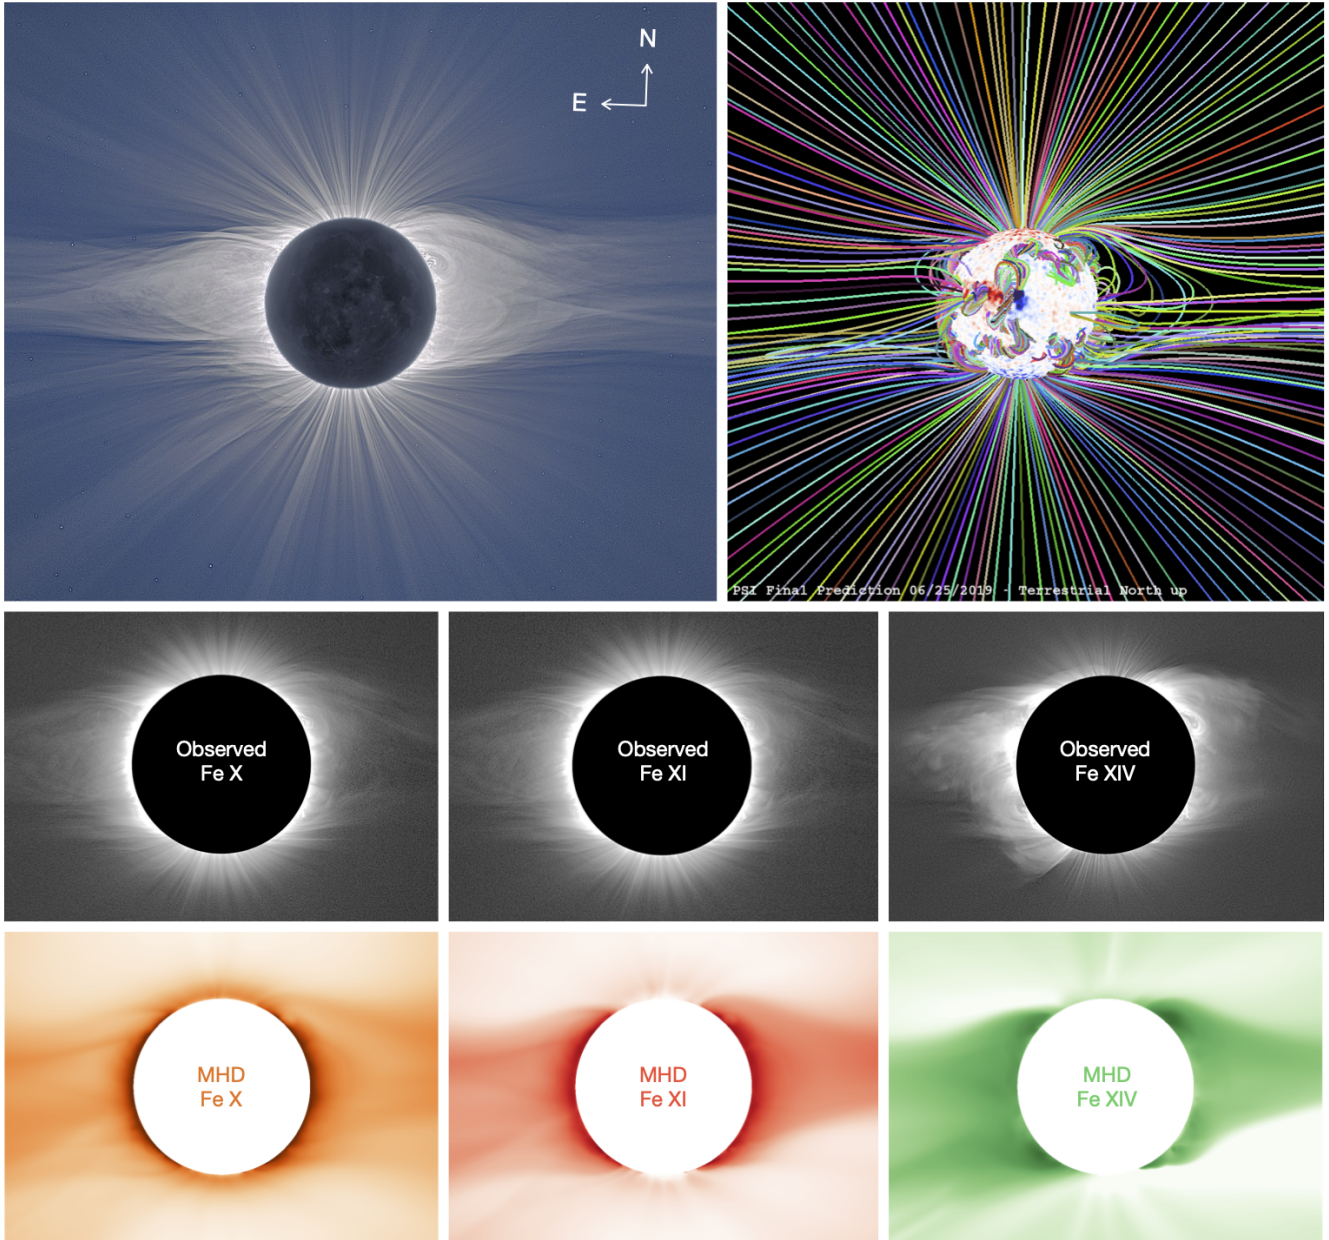 N
E
PSI Final Prediction 06/25/2019 - Terrestrial North up
Observed
Fe X
Observed
Fe XI
Observed
Fe XIV
MHD
Fe X
MHD
Fe XI
MHD
Fe XIV